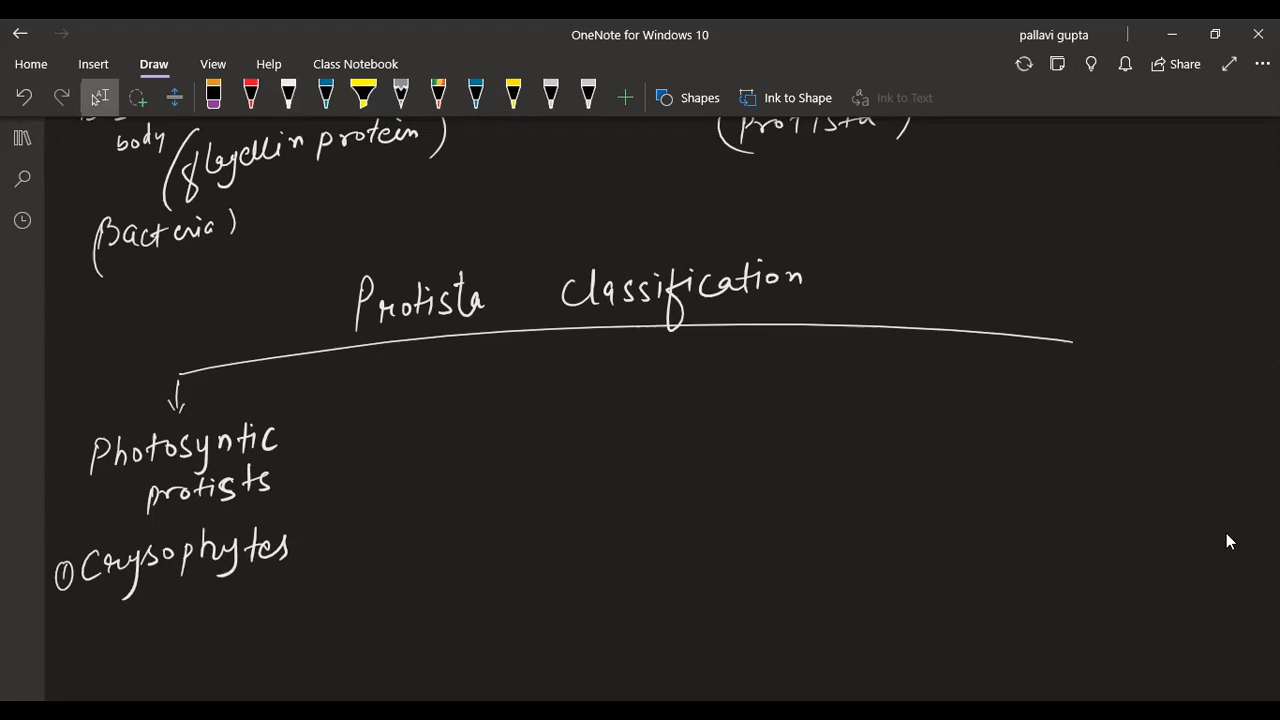 OneNote for Windows 10
pallavi gupta
Home Insert Draw View Help Class Notebook
Share
Shapes Ink to Shape Ink to Text
body (flagellin protein)
(Protista)
(Bacteria)
Protista Classification
Photosyntic
protists
① Crysophytes